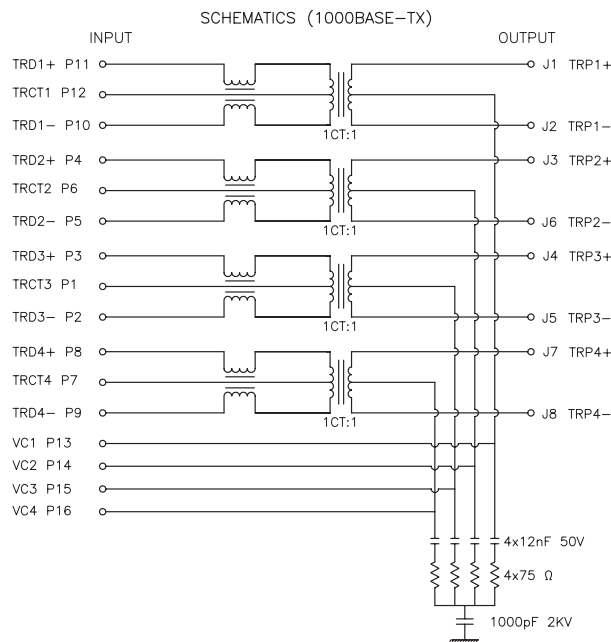 SCHEMATICS (1000BASE-TX)
INPUT OUTPUT
TRD1+ P11 J1 TRP1+
TRCT1 P12
TRD1- P10 J2 TRP1-
1CT:1
TRD2+ P4 J3 TRP2+
TRCT2 P6
TRD2- P5 J6 TRP2-
1CT:1
TRD3+ P3 J4 TRP3+
TRCT3 P1
TRD3- P2 J5 TRP3-
1CT:1
TRD4+ P8 J7 TRP4+
TRCT4 P7
TRD4- P9 J8 TRP4-
1CT:1
VC1 P13
VC2 P14
VC3 P15
VC4 P16
4x12nF 50V
4x75 Ω
1000pF 2KV